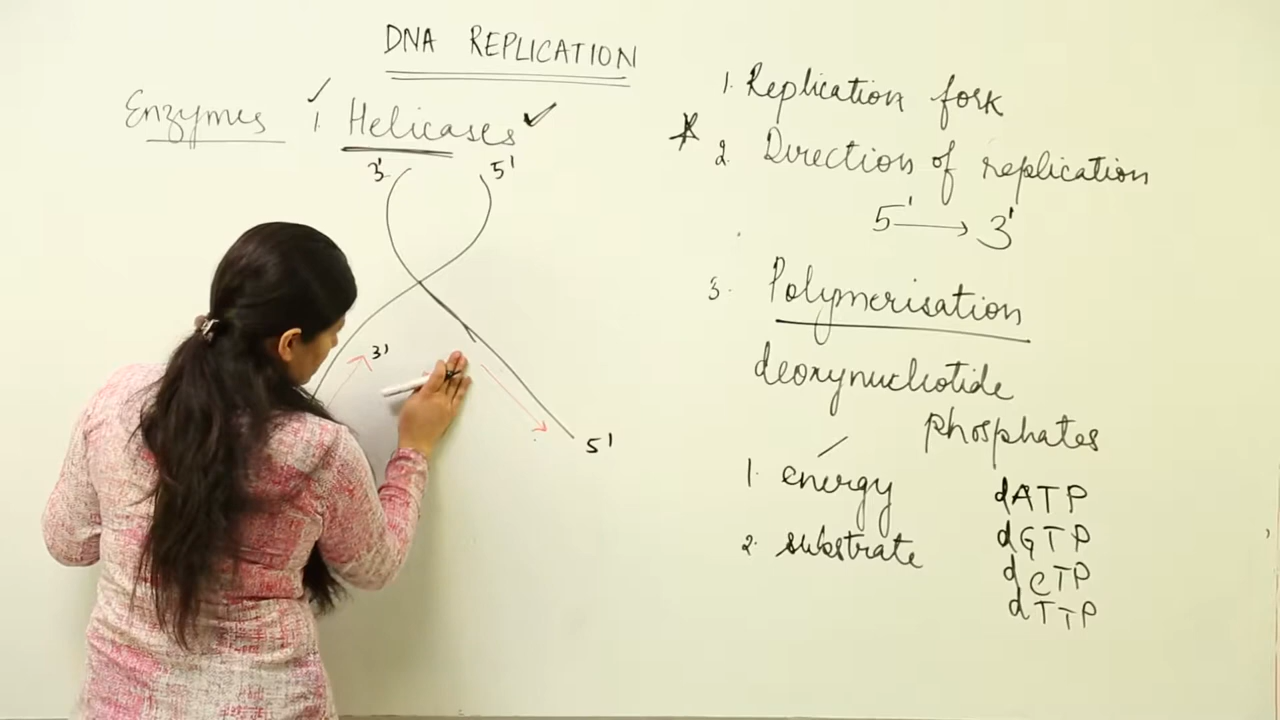 DNA REPLICATION
Enzymes 1. Helicases
3' 5'
3'
5'
1. Replication fork
2. Direction of replication
5' → 3'
3. Polymerisation
deoxynucleotide
phosphates
1. energy
2. substrate
dATP
dGTP
dCTP
dTTP